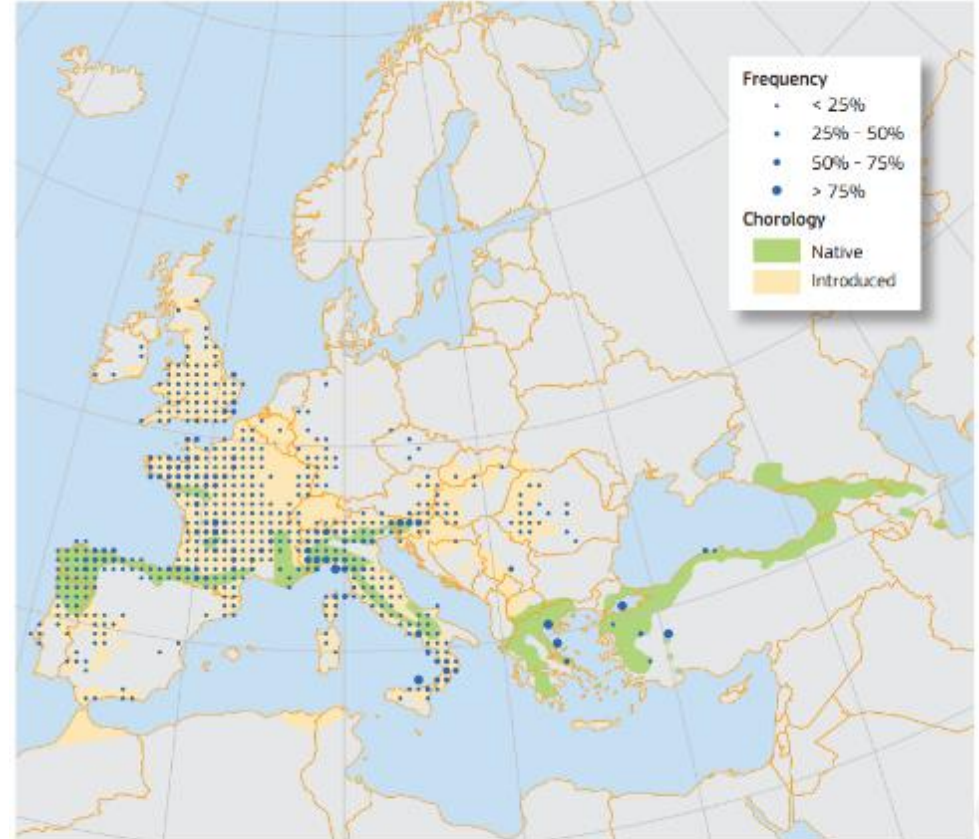 Frequency
< 25%
25% - 50%
50% - 75%
> 75%
Chorology
Native
Introduced